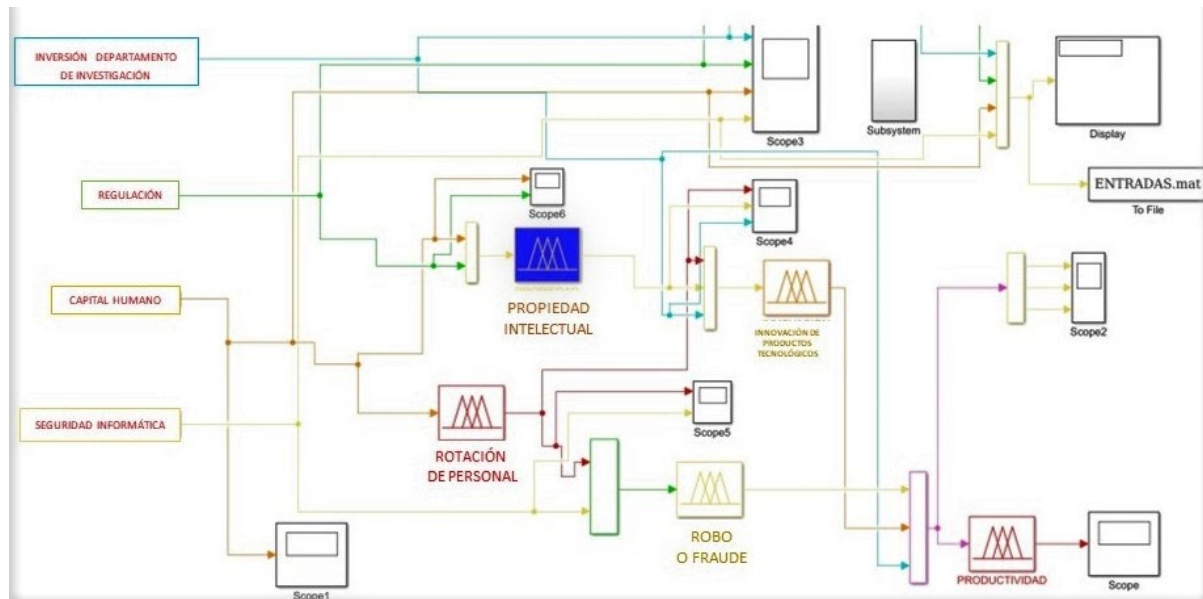 INVERSIÓN DEPARTAMENTO
DE INVESTIGACIÓN
Scope3
Subsystem
Display
REGULACIÓN
ENTRADAS.mat
To File
Scope6
Scope4
CAPITAL HUMANO
PROPIEDAD
INTELECTUAL
INNOVACIÓN DE
PRODUCTOS
TECNOLÓGICOS
Scope2
SEGURIDAD INFORMÁTICA
Scope5
ROTACIÓN
DE PERSONAL
ROBO
O FRAUDE
PRODUCTIVIDAD
Scope
Scope1